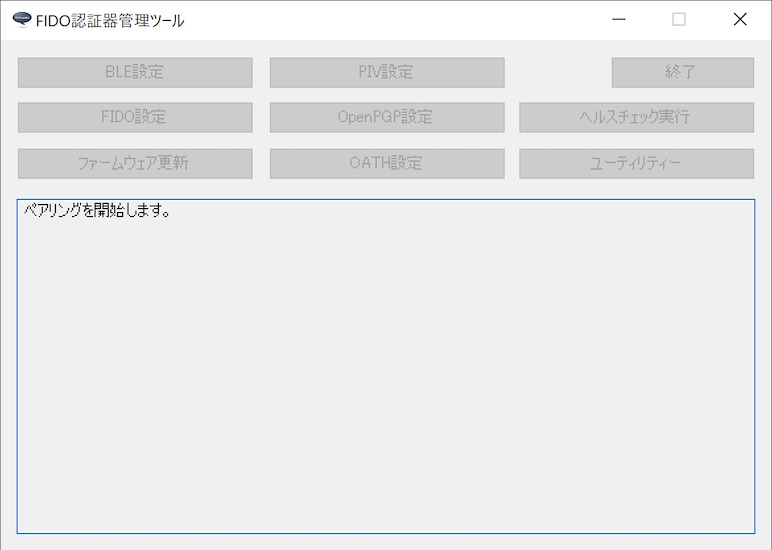 FIDO認証器管理ツール
BLE設定
PIV設定
終了
FIDO設定
OpenPGP設定
ヘルスチェック実行
ファームウェア更新
OATH設定
ユーティリティー
ペアリングを開始します。